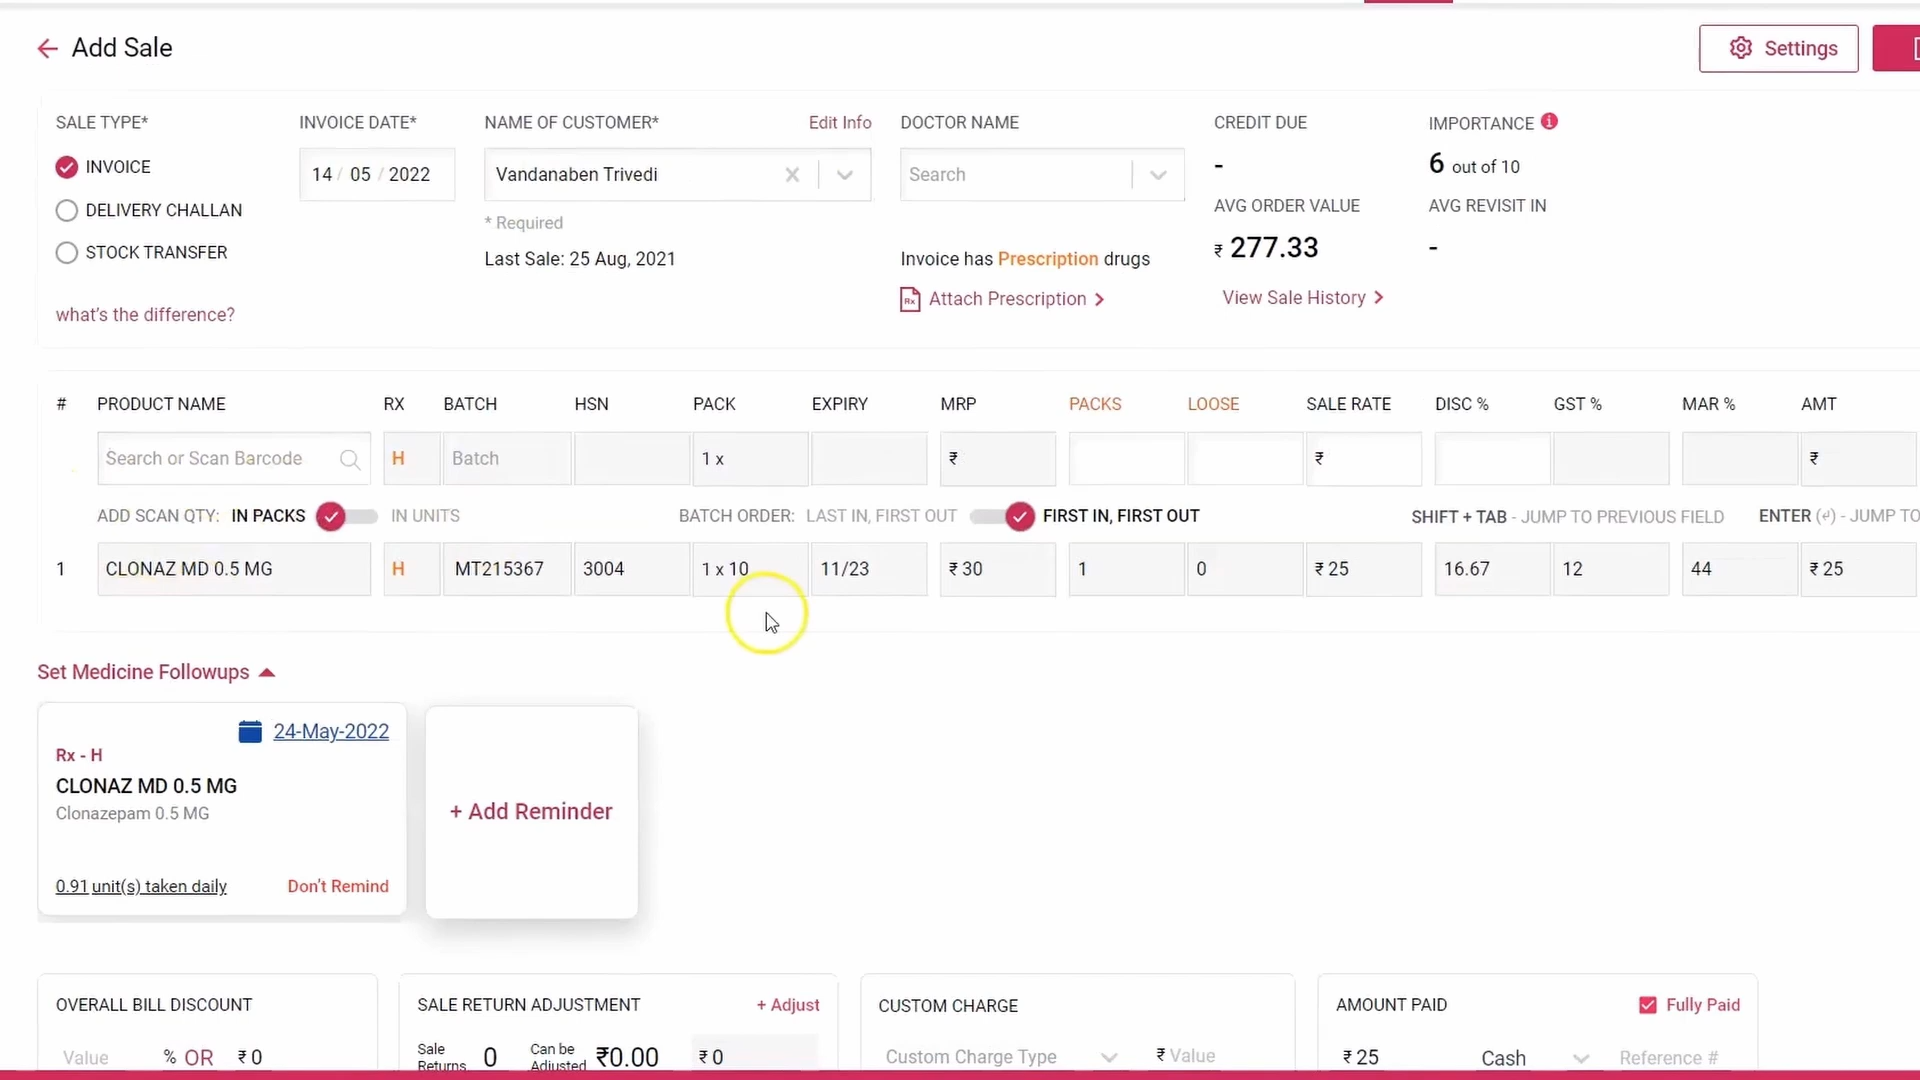 Add Sale
Settings
SALE TYPE*
INVOICE
DELIVERY CHALLAN
STOCK TRANSFER
what's the difference?
INVOICE DATE*
14 / 05 / 2022
NAME OF CUSTOMER* Edit Info
Vandanaben Trivedi
* Required
Last Sale: 25 Aug, 2021
DOCTOR NAME
Search
Invoice has Prescription drugs
Rx Attach Prescription
CREDIT DUE
-
AVG ORDER VALUE
₹ 277.33
View Sale History
IMPORTANCE
6 out of 10
AVG REVISIT IN
-
# PRODUCT NAME RX BATCH HSN PACK EXPIRY MRP PACKS LOOSE SALE RATE DISC % GST % MAR % AMT
Search or Scan Barcode H Batch 1 x ₹ ₹ ₹
ADD SCAN QTY: IN PACKS IN UNITS BATCH ORDER: LAST IN, FIRST OUT FIRST IN, FIRST OUT SHIFT + TAB - JUMP TO PREVIOUS FIELD ENTER (↵) - JUMP TO
1 CLONAZ MD 0.5 MG H MT215367 3004 1 x 10 11/23 ₹ 30 1 0 ₹ 25 16.67 12 44 ₹ 25
Set Medicine Followups
24-May-2022
Rx - H
CLONAZ MD 0.5 MG
Clonazepam 0.5 MG
0.91 unit(s) taken daily Don't Remind
+ Add Reminder
OVERALL BILL DISCOUNT
Value % OR ₹ 0
SALE RETURN ADJUSTMENT + Adjust
Sale Returns 0 Can be Adjusted ₹0.00 ₹ 0
CUSTOM CHARGE
Custom Charge Type ₹ Value
AMOUNT PAID Fully Paid
₹ 25 Cash Reference #